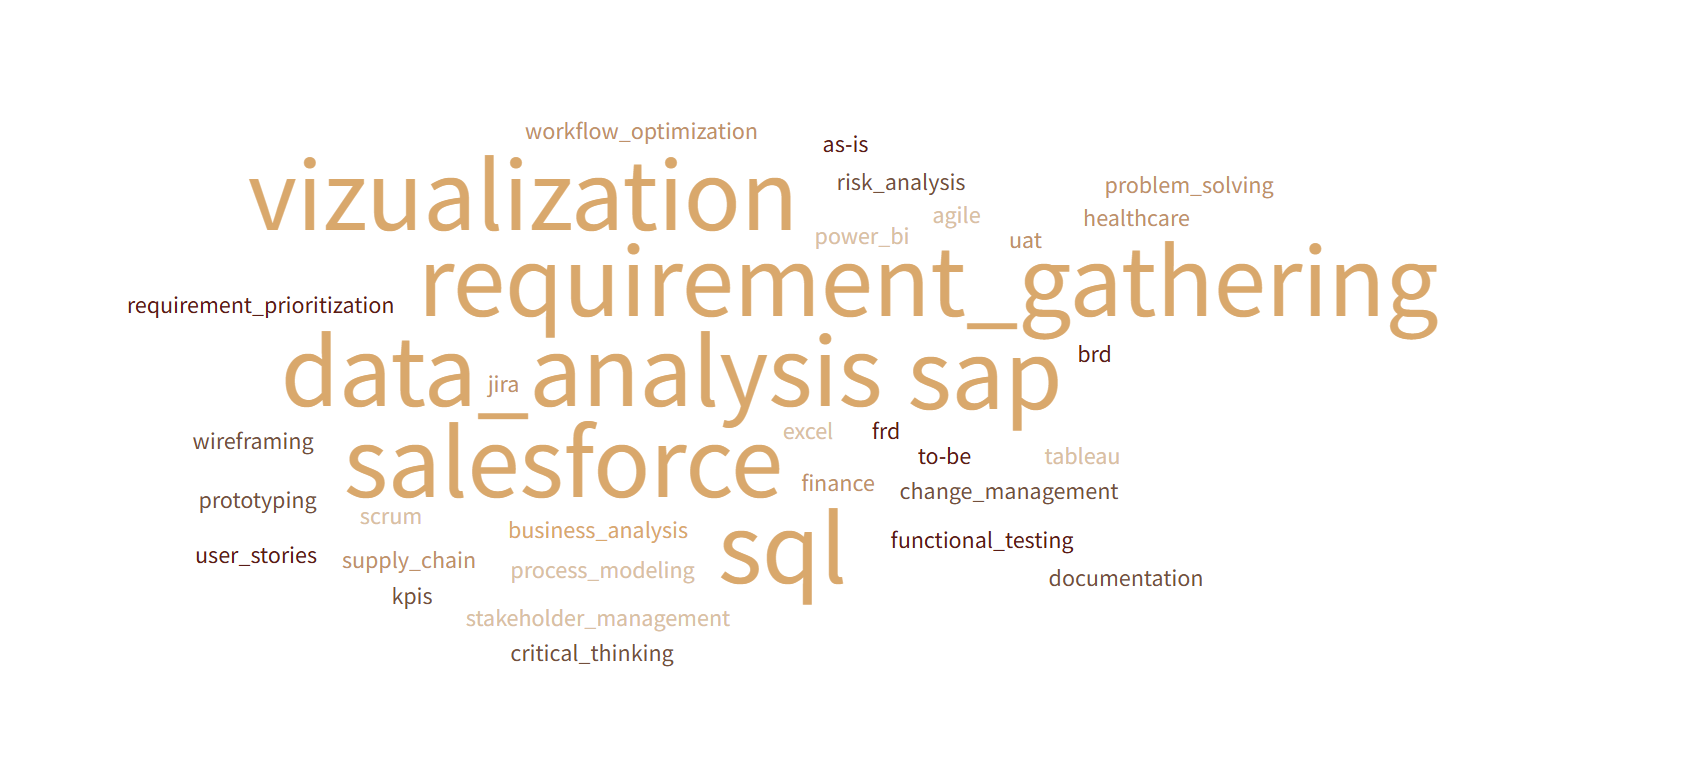 workflow_optimization
as-is
vizualization
risk_analysis
problem_solving
agile
healthcare
power_bi
uat
requirement_gathering
requirement_prioritization
data_analysis
sap
brd
jira
wireframing
salesforce
excel
frd
to-be
tableau
finance
change_management
prototyping
scrum
business_analysis
sql
functional_testing
user_stories
supply_chain
process_modeling
documentation
kpis
stakeholder_management
critical_thinking